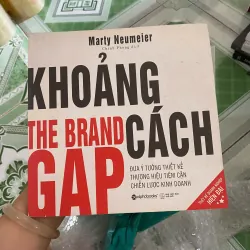 Marty Neumeier
KHOẢNG
THE BRAND CÁCH
GAP
ĐƯA Ý TƯỞNG THIẾT KẾ
THƯƠNG HIỆU TIỆM CẬN
CHIẾN LƯỢC KINH DOANH